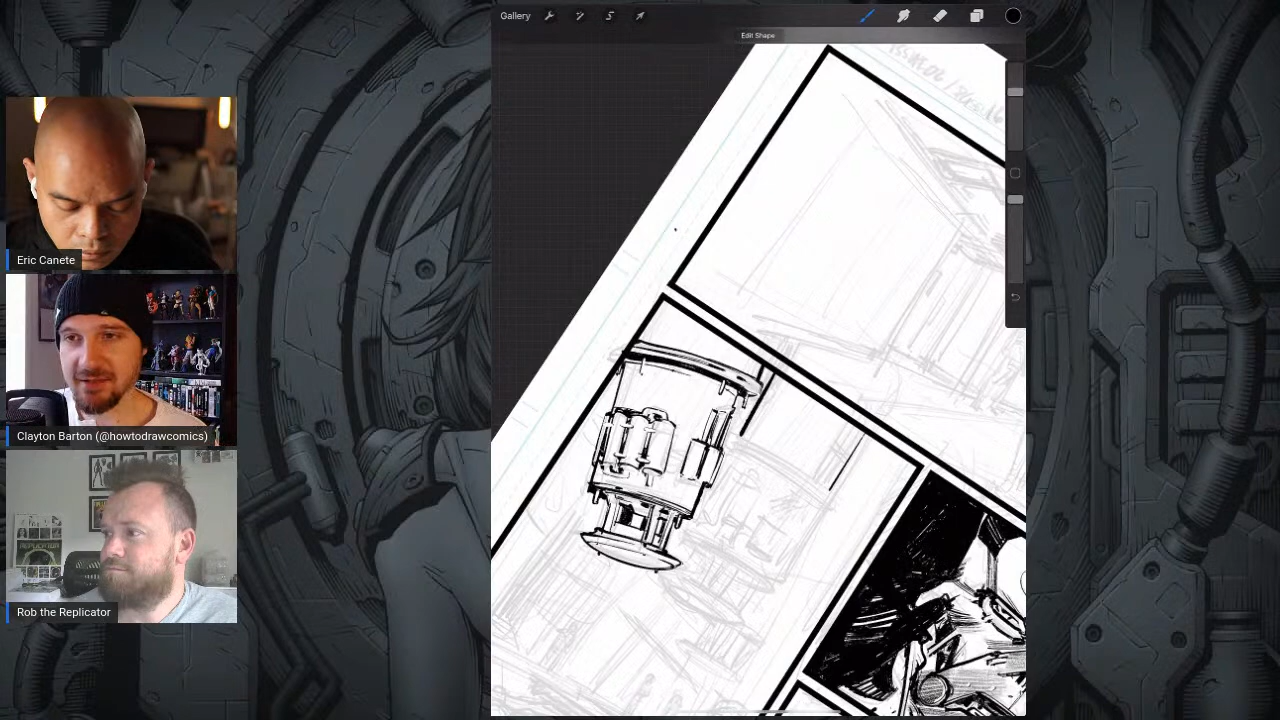 Gallery
Edit Shape
Eric Canete
Clayton Barton (@howtodrawcomics)
Rob the Replicator